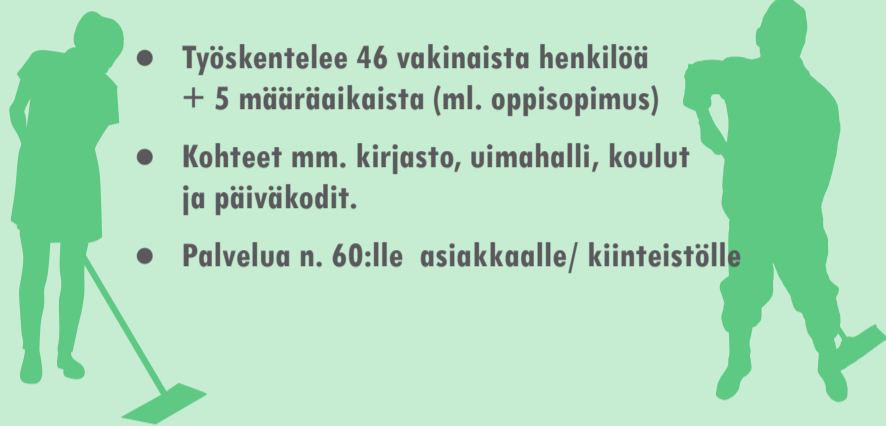 ● Työskentelee 46 vakinaista henkilöä
+ 5 määräaikaista (ml. oppisopimus)
● Kohteet mm. kirjasto, uimahalli, koulut
ja päiväkodit.
● Palvelua n. 60:lle asiakkaalle/ kiinteistölle